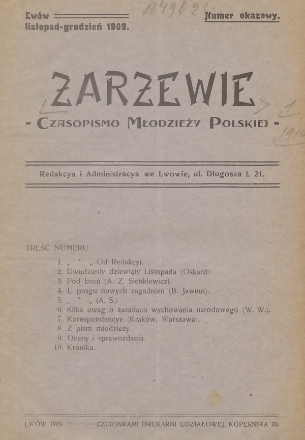 Lwów
listopad-grudzień 1909.
Numer okazowy.
ZARZEWIE
- CZASOPISMO MŁODZIEŻY POLSKIEJ -
Redakcya i Administracya we Lwowie, ul. Długosza l. 21.
TREŚĆ NUMERU:
1. „ * „ Od Redakcyi.
2. Dwudziesty dziewiąty Listopada (Oskard).
3. Pod broń (A. Z. Sienkiewicz).
4. U progu nowych zagadnień (B. Jawnut).
5. „ * „ (A. S.)
6. Kilka uwag o zasadach wychowania narodowego (W. W.).
7. Korespondencye (Kraków, Warszawa).
8. Z pism młodzieży.
9. Oceny i sprawozdania.
10. Kronika.
LWÓW 1909
CZCIONKAMI DRUKARNI UDZIAŁOWEJ, KOPERNIKA 20